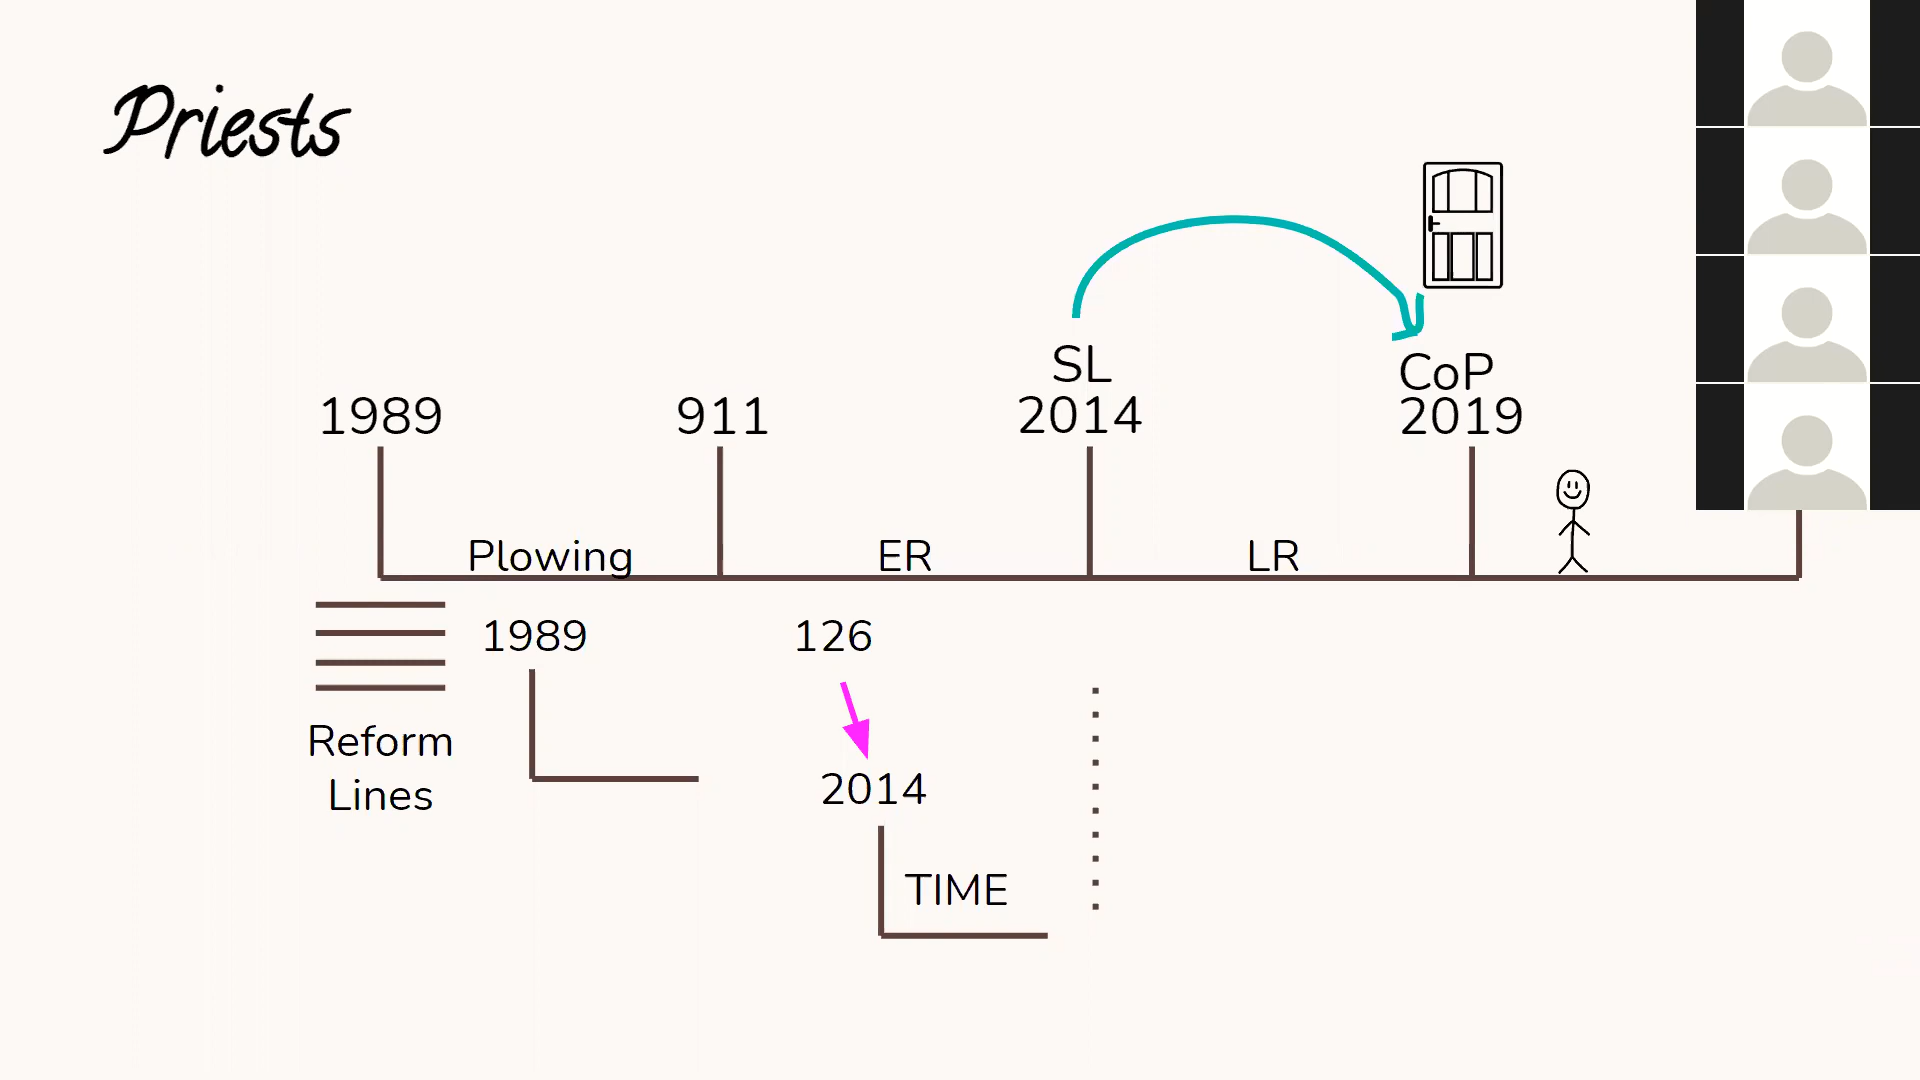 Priests
SL
CoP
1989
911
2014
2019
Plowing
ER
LR
1989
126
Reform
Lines
2014
TIME